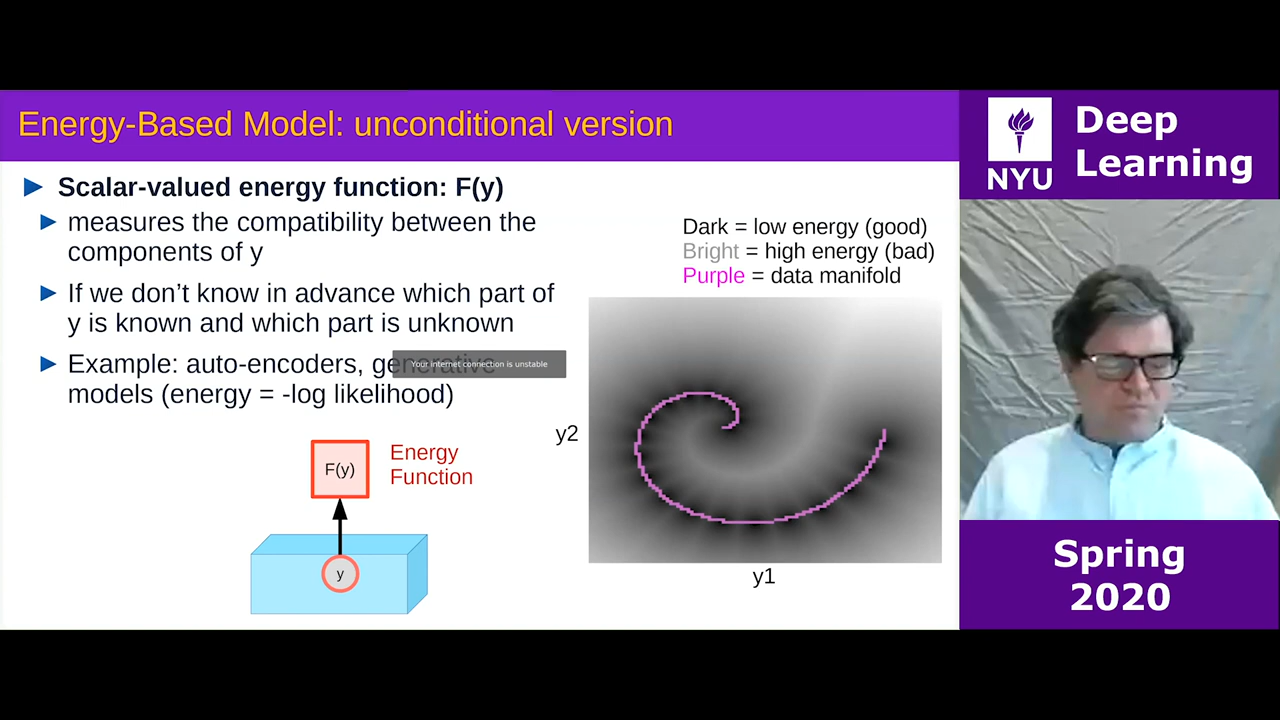 Energy-Based Model: unconditional version
Scalar-valued energy function: F(y)
measures the compatibility between the
components of y
If we don't know in advance which part of
y is known and which part is unknown
Example: auto-encoders, generative
models (energy = -log likelihood)
Your internet connection is unstable
F(y)
Energy
Function
y
Dark = low energy (good)
Bright = high energy (bad)
Purple = data manifold
y2
y1
NYU
Deep
Learning
Spring
2020